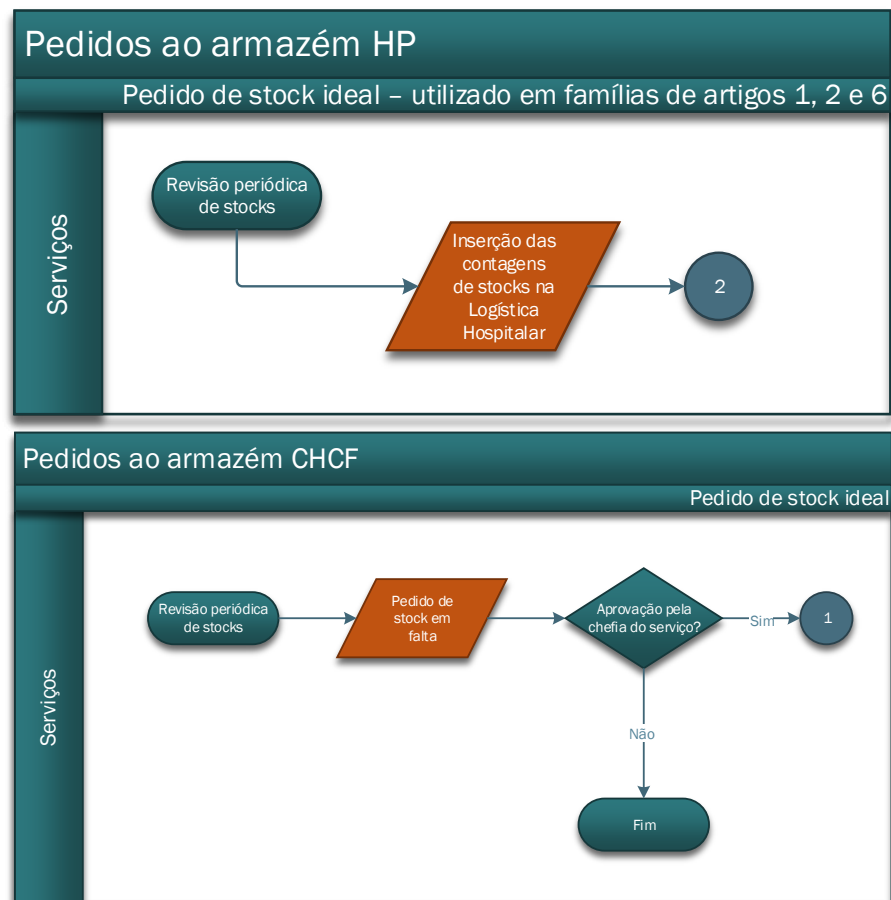 Pedidos ao armazém HP
Pedido de stock ideal – utilizado em famílias de artigos 1, 2 e 6
Serviços
Revisão periódica
de stocks
Inserção das
contagens
de stocks na
Logística
Hospitalar
2
Pedidos ao armazém CHCF
Pedido de stock ideal
Serviços
Revisão periódica
de stocks
Pedido de
stock em
falta
Aprovação pela
chefia do serviço?
Sim
1
Não
Fim